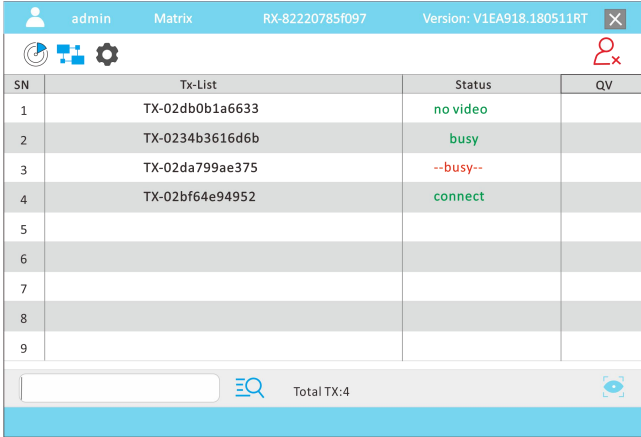 admin Matrix RX-82220785f097 Version: V1EA918.180511RT
SN Tx-List Status QV
1 TX-02db0b1a6633 no video
2 TX-0234b3616d6b busy
3 TX-02da799ae375 --busy--
4 TX-02bf64e94952 connect
5
6
7
8
9
Total TX:4